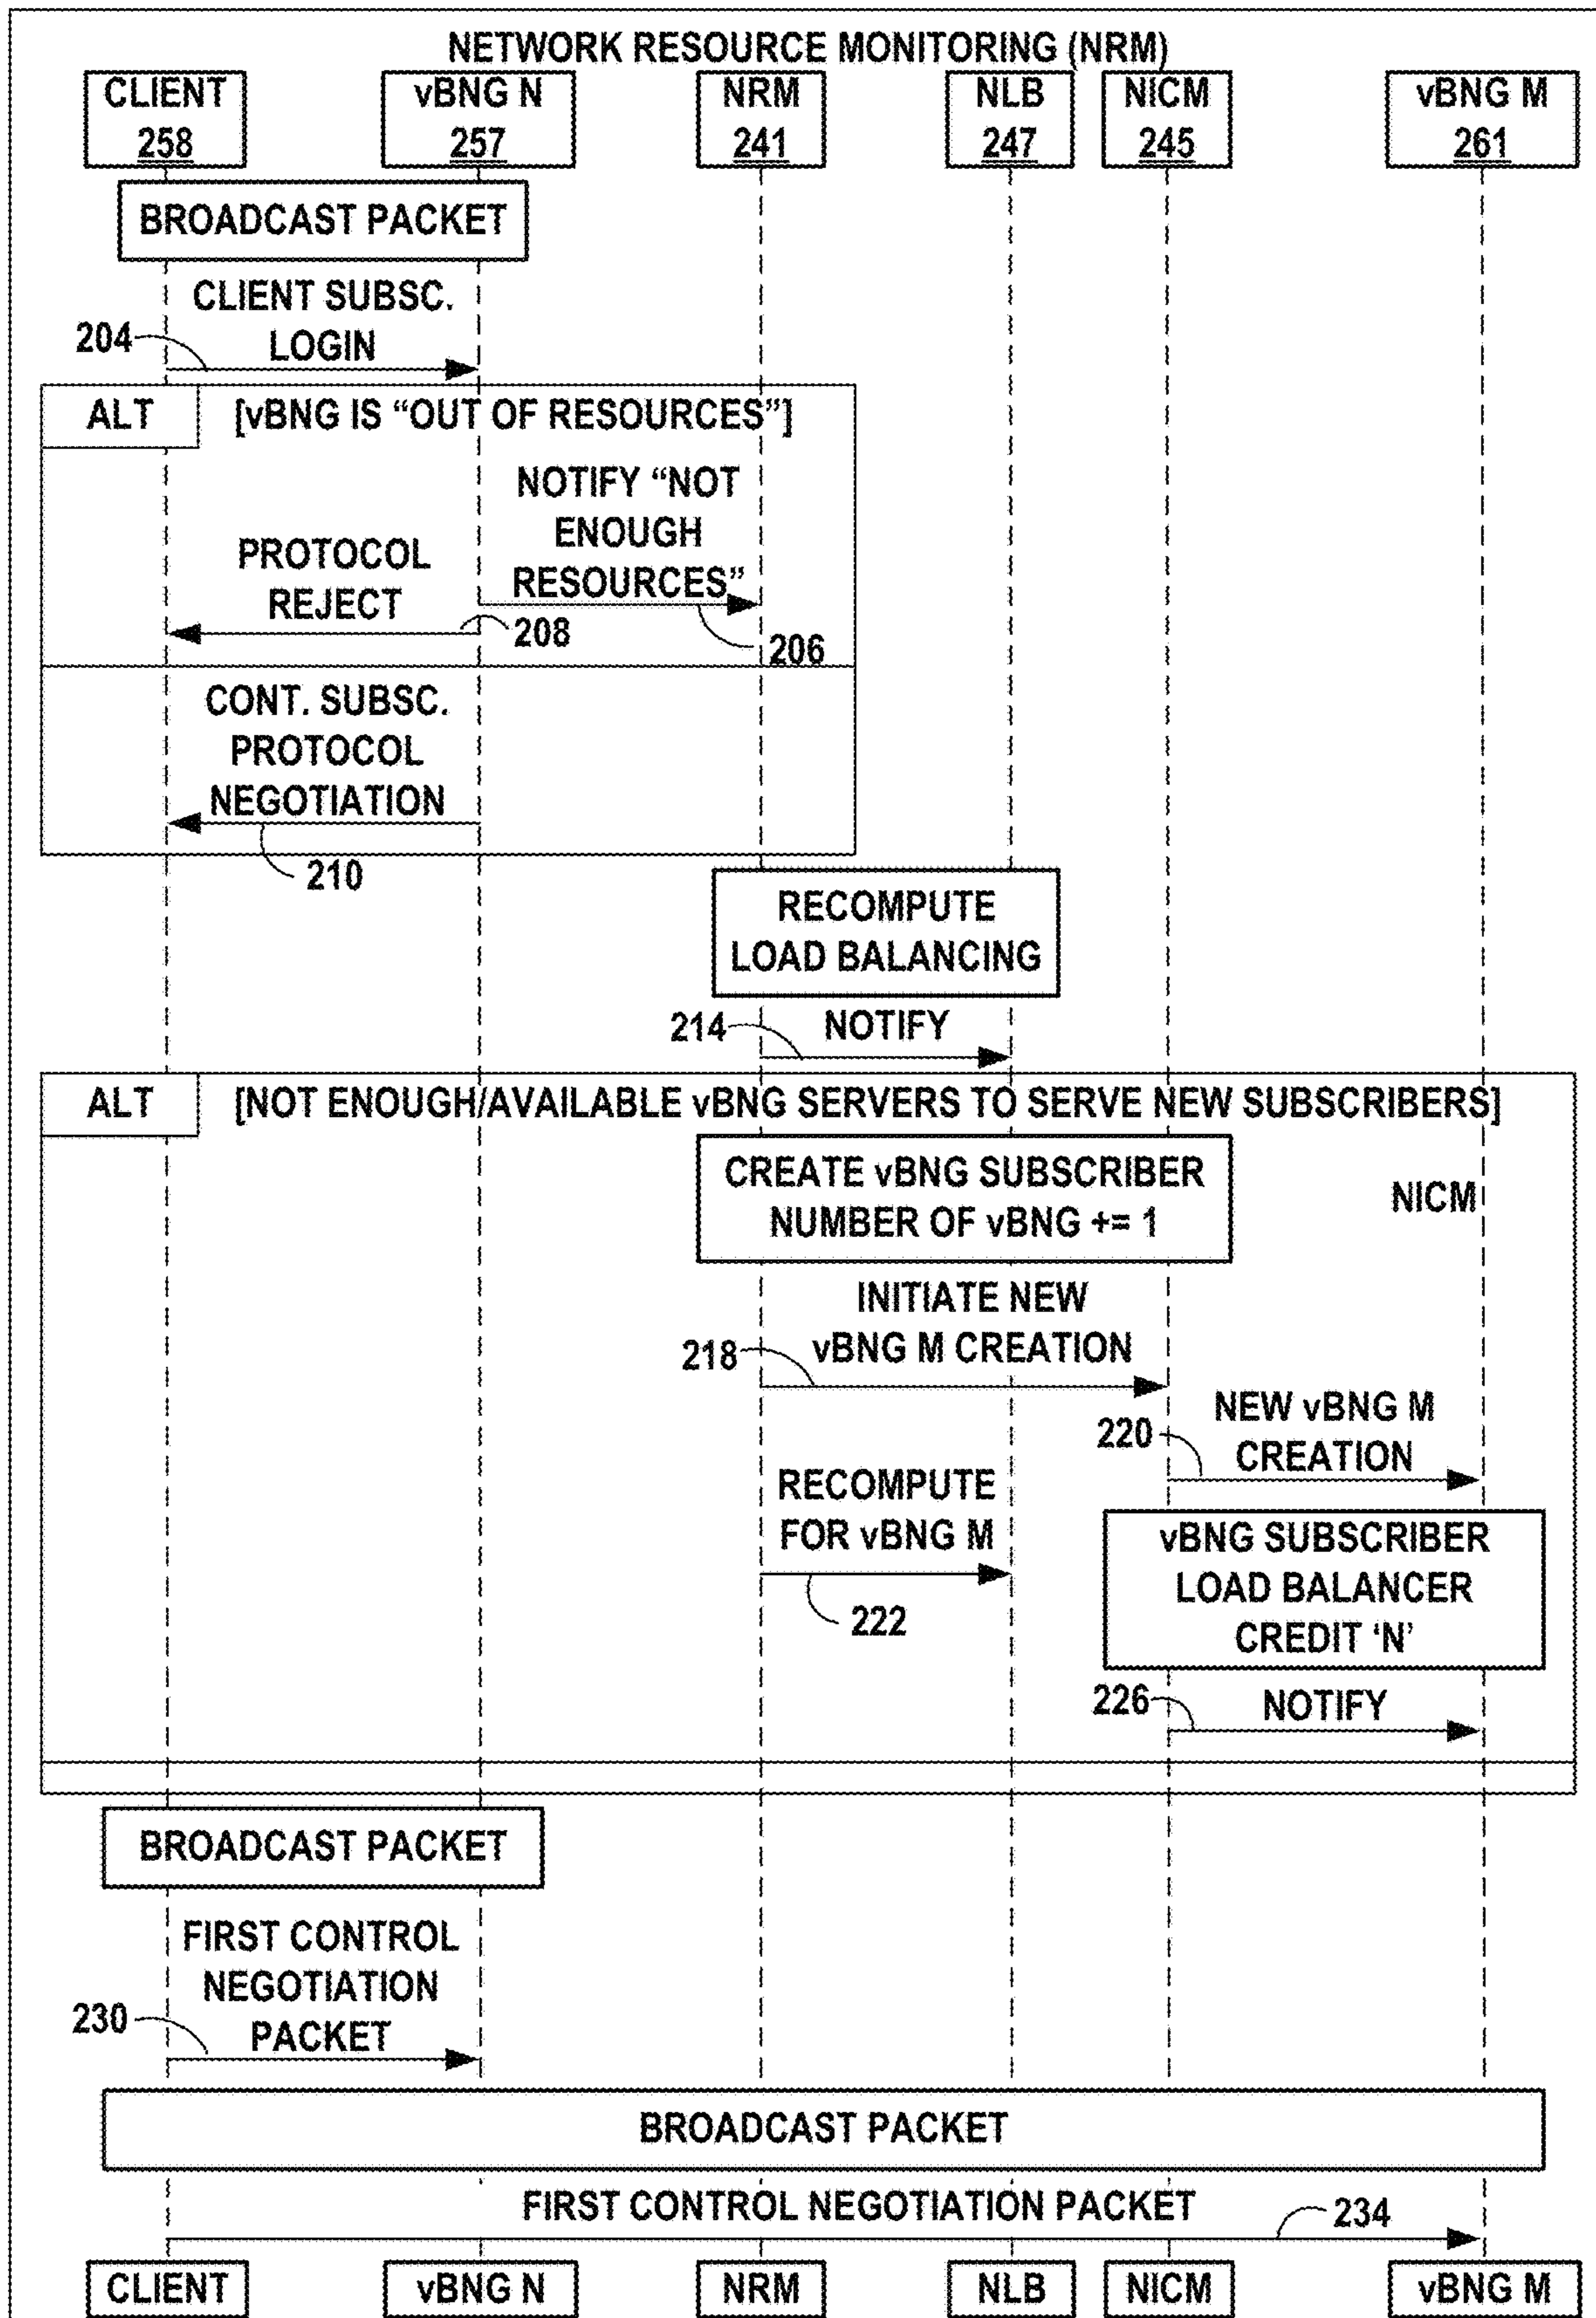 NETWORK RESOURCE MONITORING (NRM)
CLIENT
258
vBNG N
257
NRM
241
NLB
247
NICM
245
vBNG M
261
BROADCAST PACKET
CLIENT SUBSC.
LOGIN
204
ALT
[vBNG IS “OUT OF RESOURCES”]
NOTIFY “NOT
ENOUGH
RESOURCES”
PROTOCOL
REJECT
208
206
CONT. SUBSC.
PROTOCOL
NEGOTIATION
210
RECOMPUTE
LOAD BALANCING
214
NOTIFY
ALT
[NOT ENOUGH/AVAILABLE vBNG SERVERS TO SERVE NEW SUBSCRIBERS]
CREATE vBNG SUBSCRIBER
NUMBER OF vBNG += 1
NICM
INITIATE NEW
vBNG M CREATION
218
NEW vBNG M
CREATION
220
RECOMPUTE
FOR vBNG M
222
vBNG SUBSCRIBER
LOAD BALANCER
CREDIT ‘N’
226
NOTIFY
BROADCAST PACKET
FIRST CONTROL
NEGOTIATION
PACKET
230
BROADCAST PACKET
FIRST CONTROL NEGOTIATION PACKET
234
CLIENT
vBNG N
NRM
NLB
NICM
vBNG M